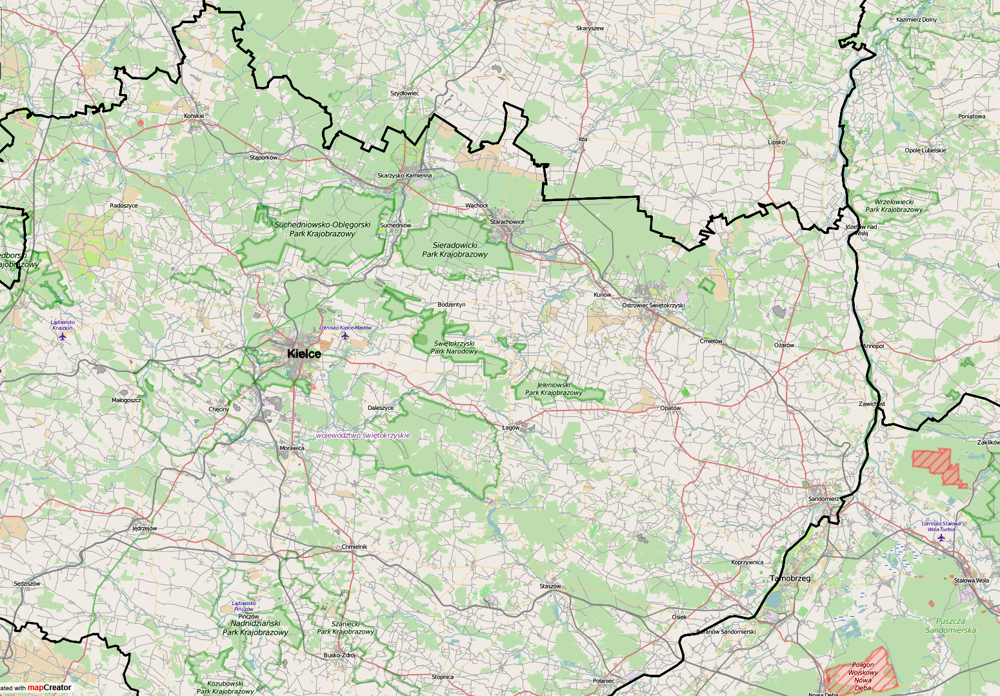 Kazimierz Dolny
Skaryszew
Szydłowiec
Końskie
Poniatowa
Iłża
Lipsko
Opole Lubelskie
Stąporków
Skarżysko-Kamienna
Radoszyce
Wąchock
Wrzelowiecki
Park Krajobrazowy
Starachowice
Suchedniów
Suchedniowsko-Oblęgorski
Park Krajobrazowy
Józefów nad
Wisłą
Sieradowicki
Park Krajobrazowy
Kunów
Bodzentyn
Ostrowiec Świętokrzyski
Lądowisko
Krasocin
Lotnisko Kielce-Masłów
Świętokrzyski
Park Narodowy
Ćmielów
Ożarów
Annopol
Kielce
Jeleniowski
Park Krajobrazowy
Małogoszcz
Chęciny
Daleszyce
Opatów
Zawichost
Łagów
województwo świętokrzyskie
Zaklików
Morawica
Sandomierz
Jędrzejów
Lotnisko Stalowa
Wola-Turbia
Chmielnik
Koprzywnica
Tarnobrzeg
Stalowa Wola
Sędziszów
Staszów
Lądowisko
Pińczów
Pińczów
Nadnidziański
Park Krajobrazowy
Szaniecki
Park Krajobrazowy
Osiek
Baranów Sandomierski
Puszcza
Sandomierska
Busko-Zdrój
Stopnica
Połaniec
Poligon
Wojskowy
Nowa
Dęba
Kozubowski
Park Krajobrazowy
Nowa Dęba
ated with mapCreator